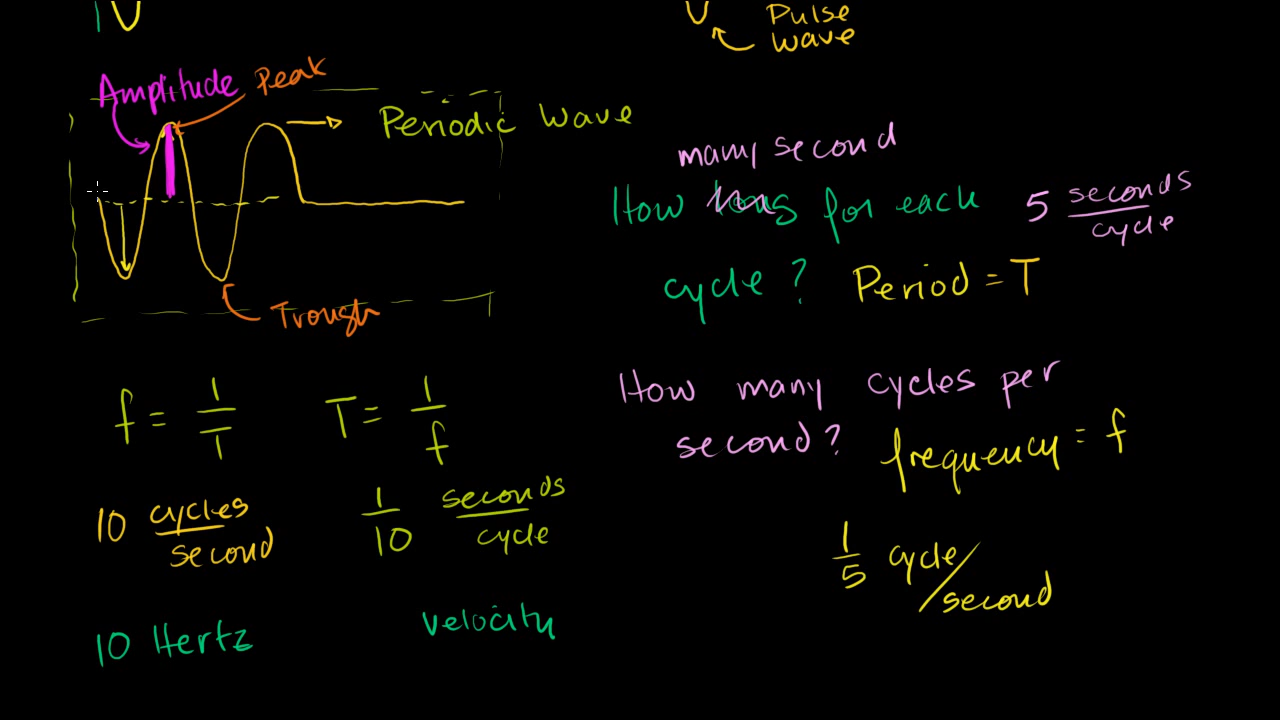 Pulse
wave
Amplitude
Peak
Periodic wave
Trough
many second
How long for each
cycle? Period = T
5 seconds/cycle
How many cycles per
second? frequency = f
1/5 cycle/second
f = 1/T
T = 1/f
10 cycles/second
1/10 seconds/cycle
10 Hertz
velocity